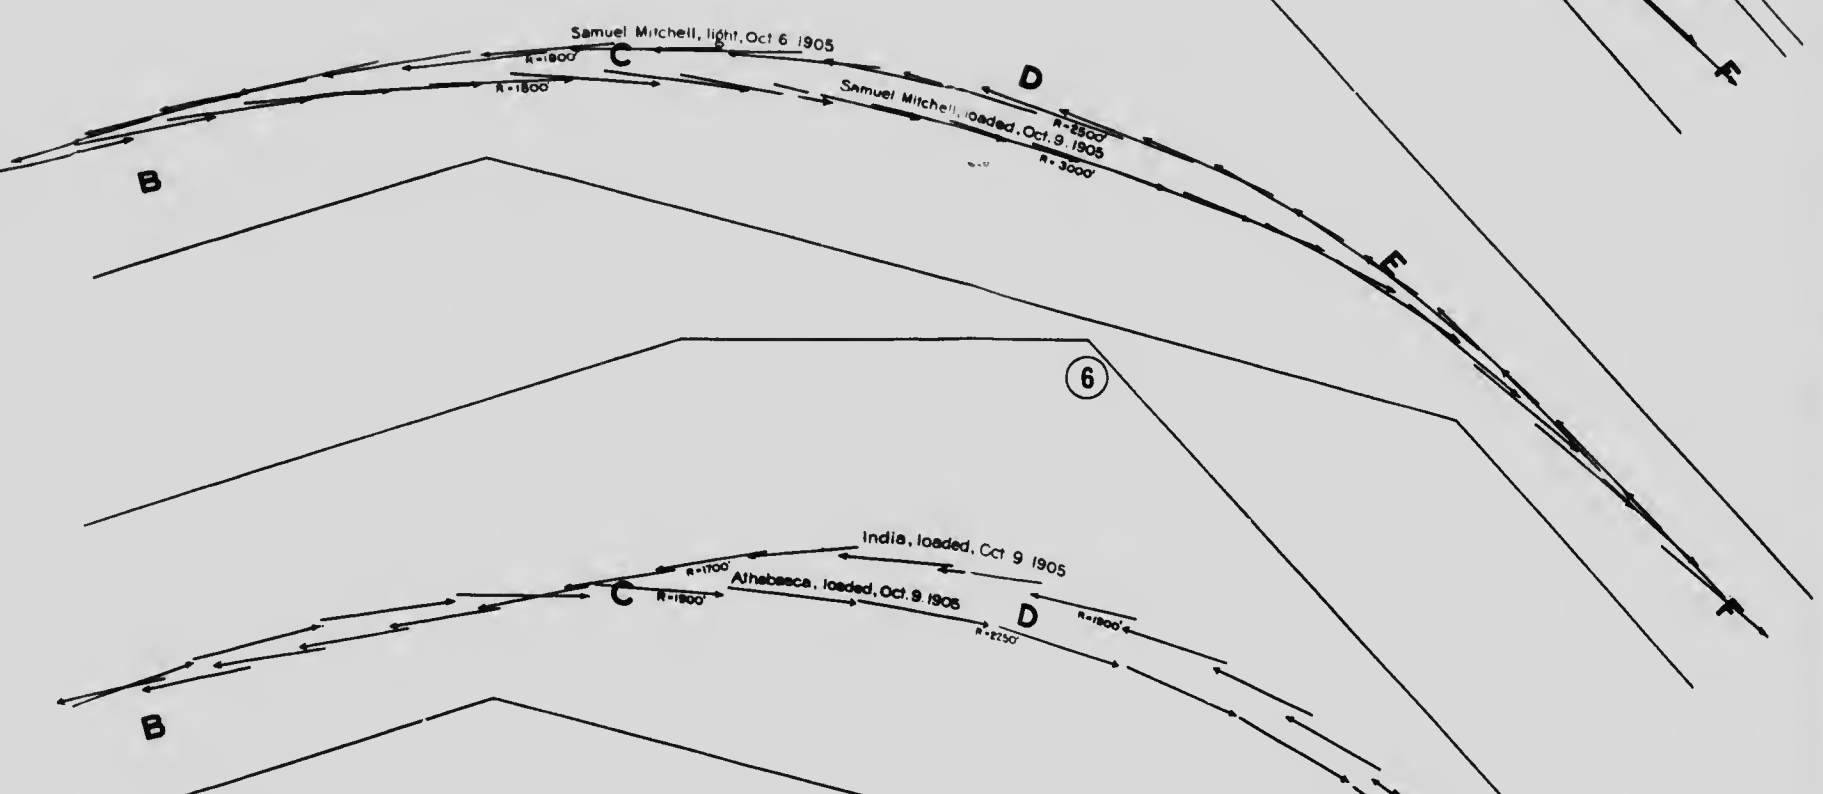 Samuel Mitchell, light, Oct 6 1905
C
R=1800'
R=1500'
B
D
Samuel Mitchell, loaded, Oct. 9. 1905
R=2500'
R=3000'
E
F
F
6
India, loaded, Oct 9 1905
R=1700'
Athabasca, loaded, Oct. 9. 1905
C
R=1900'
D
R=1900'
R=2250'
B